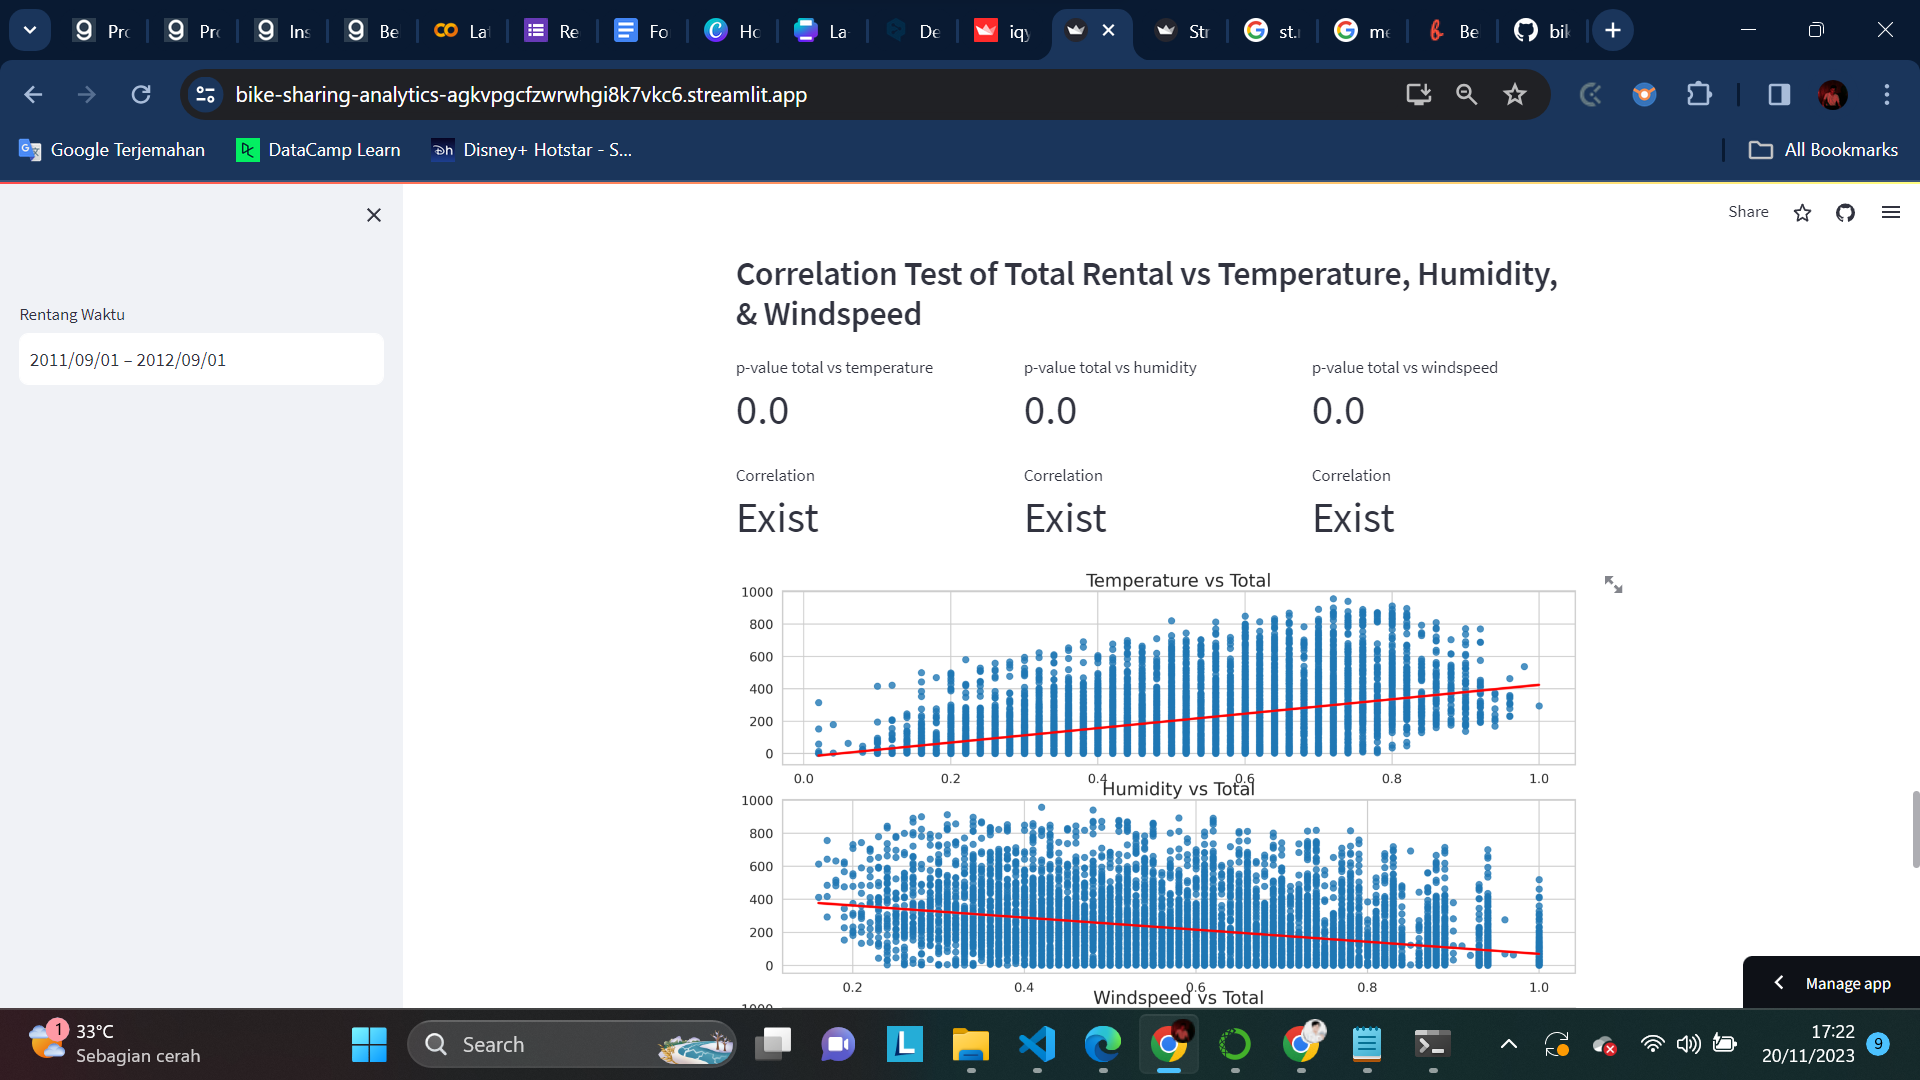 Pro
Pro
Ins
Be
La
Re
Fo
Ho
La
De
iqy
Str
st.
me
Be
bik
bike-sharing-analytics-agkvpgcfzwrwhgi8k7vkc6.streamlit.app
Google Terjemahan
DataCamp Learn
Disney+ Hotstar - S...
All Bookmarks
Share
Rentang Waktu
2011/09/01 – 2012/09/01
Correlation Test of Total Rental vs Temperature, Humidity,
& Windspeed
p-value total vs temperature
p-value total vs humidity
p-value total vs windspeed
0.0
0.0
0.0
Correlation
Correlation
Correlation
Exist
Exist
Exist
Temperature vs Total
1000
800
600
400
200
0
0.0
0.2
0.4
0.6
0.8
1.0
Humidity vs Total
1000
800
600
400
200
0
0.2
0.4
0.6
0.8
1.0
Windspeed vs Total
1000
Manage app
1
33°C
Sebagian cerah
Search
17:22
20/11/2023
9